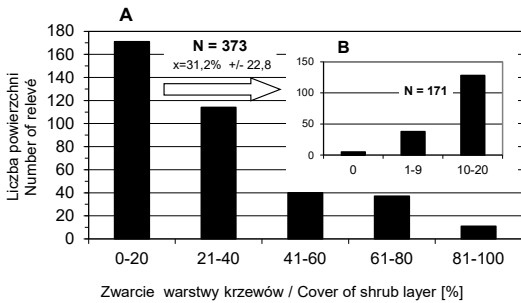 A
N = 373
x=31,2% +/- 22,8
B
N = 171
150
100
50
0
0
1-9
10-20
180
160
140
120
100
80
60
40
20
0
0-20
21-40
41-60
61-80
81-100
Liczba powierzchni
Number of relevé
Zwarcie warstwy krzewów / Cover of shrub layer [%]